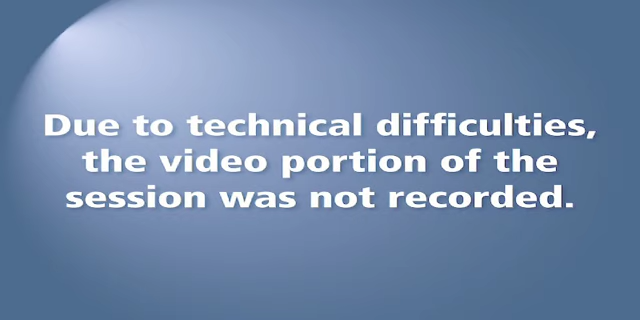 Due to technical difficulties,
the video portion of the
session was not recorded.